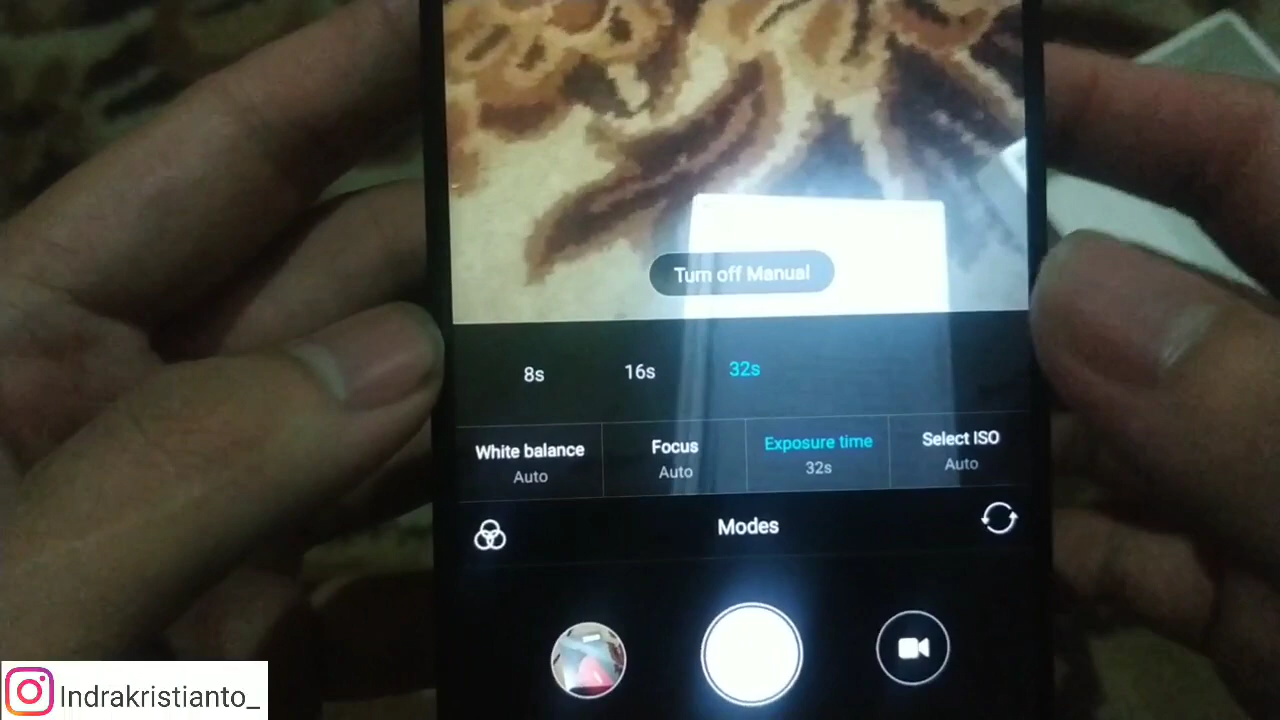 Turn off Manual
8s 16s 32s
White balance Focus Exposure time Select ISO
Auto Auto 32s Auto
Modes
Indrakristianto_